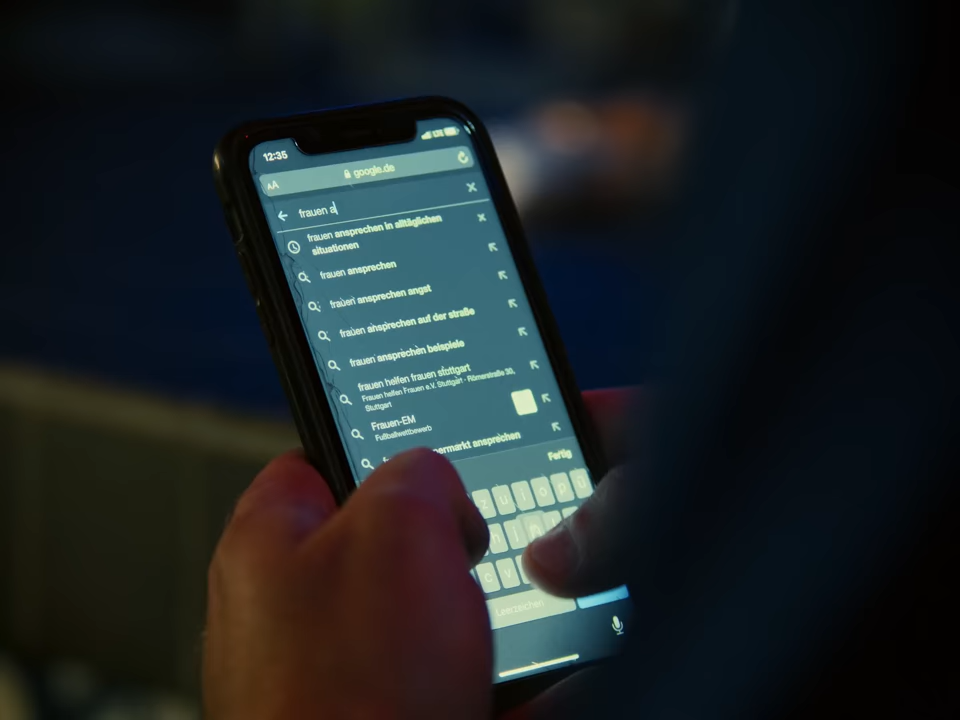 12:35
LTE
AA
google.de
frauen a
frauen ansprechen in alltäglichen
situationen
frauen ansprechen
frauen ansprechen angst
frauen ansprechen auf der straße
frauen ansprechen beispiele
frauen helfen frauen stuttgart
Frauen helfen Frauen e.V. Stuttgart - Römerstraße 30,
Stuttgart
Frauen-EM
Fußballwettbewerb
ansprechen
Fertig
z u i o p ü
h
c v
Leerzeichen